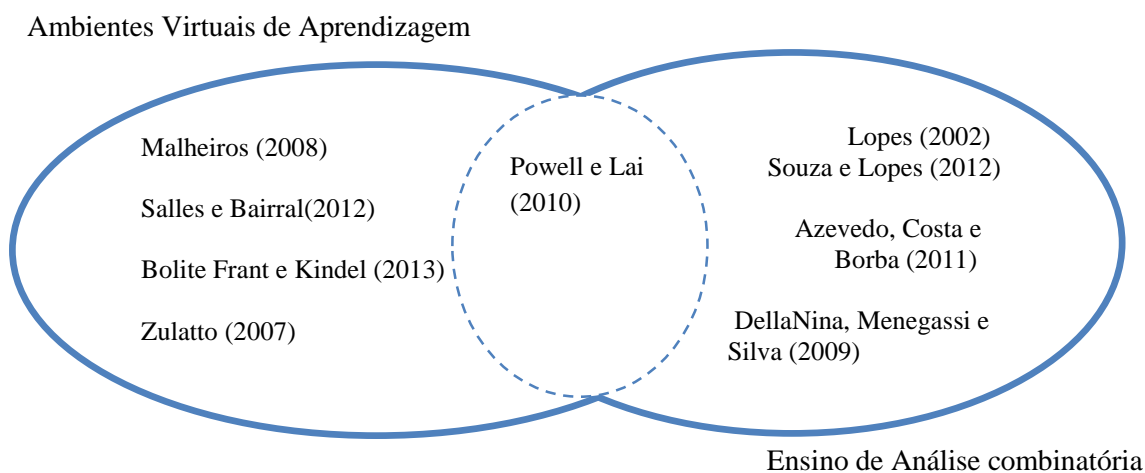 Ambientes Virtuais de Aprendizagem
Malheiros (2008)
Salles e Bairral(2012)
Bolite Frant e Kindel (2013)
Zulatto (2007)
Powell e Lai
(2010)
Lopes (2002)
Souza e Lopes (2012)
Azevedo, Costa e
Borba (2011)
DellaNina, Menegassi e
Silva (2009)
Ensino de Análise combinatória